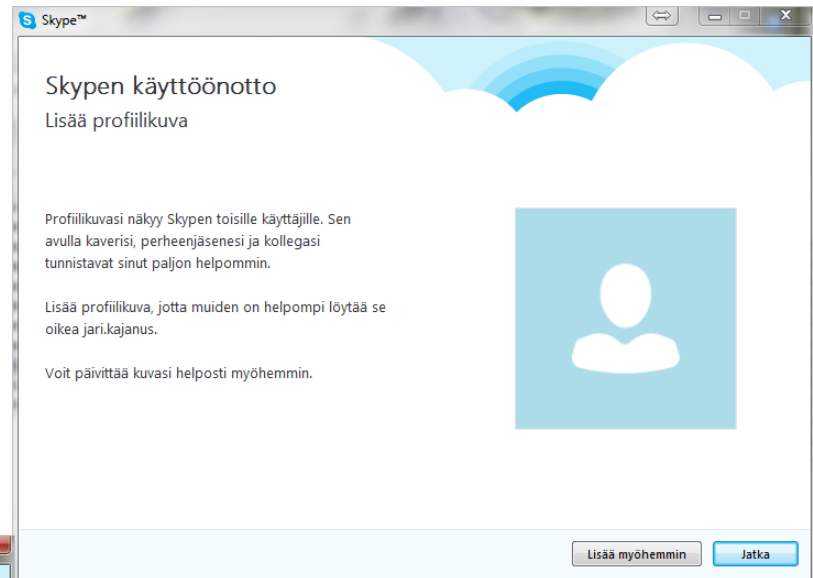 Skype™
Skypen käyttöönotto
Lisää profiilikuva
Profiilikuvasi näkyy Skypen toisille käyttäjille. Sen
avulla kaverisi, perheenjäsenesi ja kollegasi
tunnistavat sinut paljon helpommin.
Lisää profiilikuva, jotta muiden on helpompi löytää se
oikea jari.kajanus.
Voit päivittää kuvasi helposti myöhemmin.
Lisää myöhemmin
Jatka